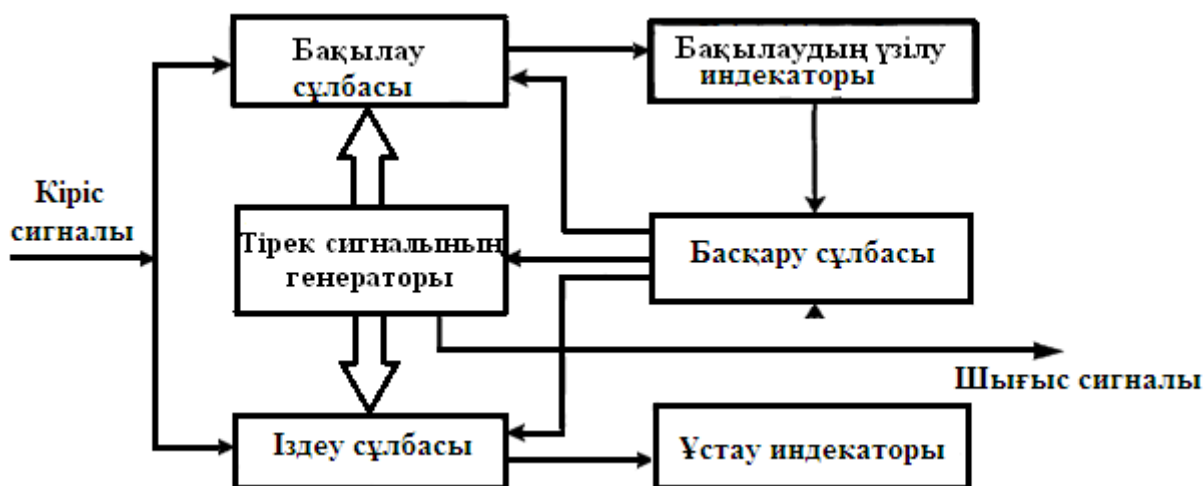 Бақылау
сұлбасы
Бақылаудың үзілу
индекаторы
Кіріс
сигналы
Тірек сигналының
генераторы
Басқару сұлбасы
Шығыс сигналы
Іздеу сұлбасы
Ұстау индекаторы